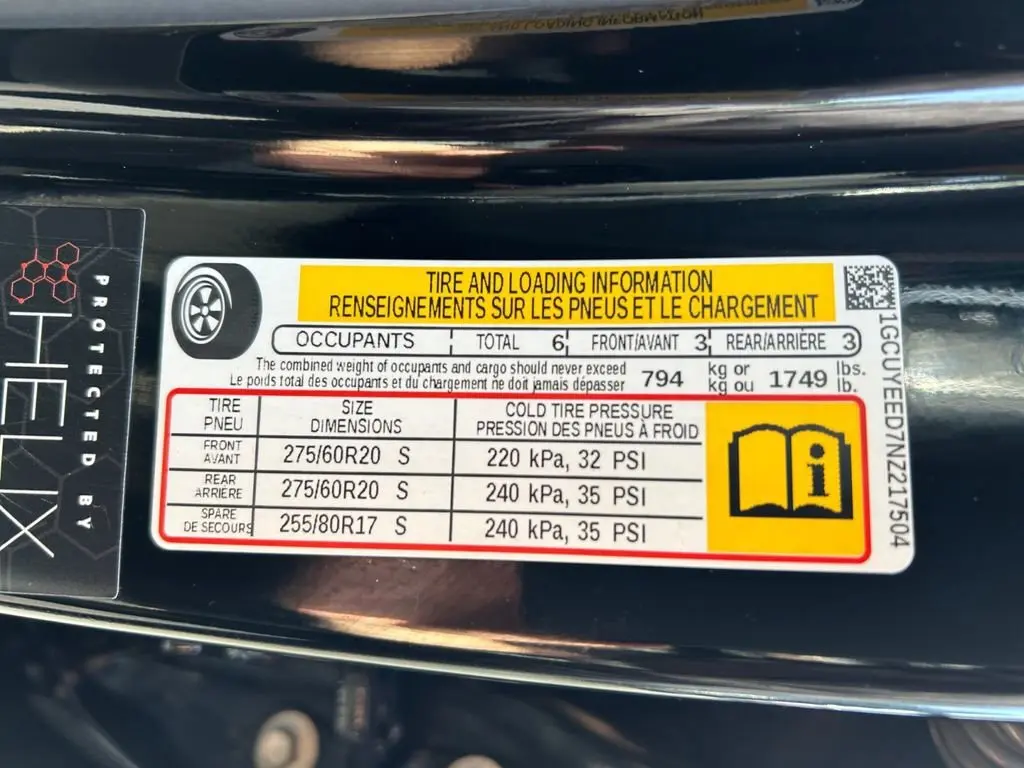 TIRE AND LOADING INFORMATION
RENSEIGNEMENTS SUR LES PNEUS ET LE CHARGEMENT
OCCUPANTS TOTAL 6 FRONT/AVANT 3 REAR/ARRIÈRE 3
The combined weight of occupants and cargo should never exceed 794 kg or 1749 lbs.
Le poids total des occupants et du chargement ne doit jamais dépasser kg ou lb.
TIRE SIZE COLD TIRE PRESSURE
PNEU DIMENSIONS PRESSION DES PNEUS À FROID
FRONT
AVANT 275/60R20 S 220 kPa, 32 PSI
REAR
ARRIERE 275/60R20 S 240 kPa, 35 PSI
SPARE
DE SECOURS 255/80R17 S 240 kPa, 35 PSI
i
1GCUYEED7NZ217504
PROTECTED BY
HELIX